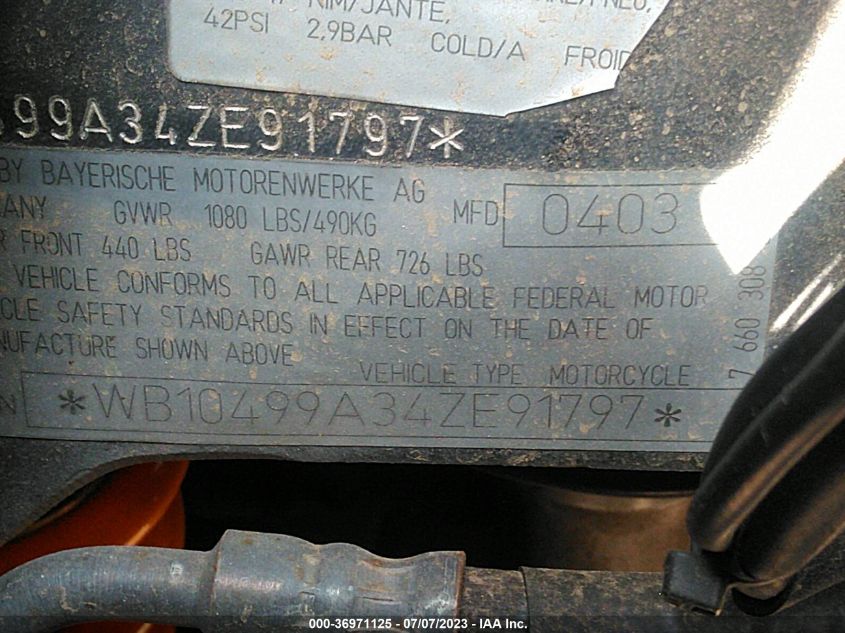 RIM/JANTE,
42PSI 2,9BAR COLD/A FROID
99A34ZE91797*
BY BAYERISCHE MOTORENWERKE AG
GVWR 1080 LBS/490KG MFD 0403
FRONT 440 LBS GAWR REAR 726 LBS
VEHICLE CONFORMS TO ALL APPLICABLE FEDERAL MOTOR
SAFETY STANDARDS IN EFFECT ON THE DATE OF
SHOWN ABOVE
VEHICLE TYPE MOTORCYCLE
*WB10499A34ZE91797*
7 660 308
000-36971125 - 07/07/2023 - IAA Inc.